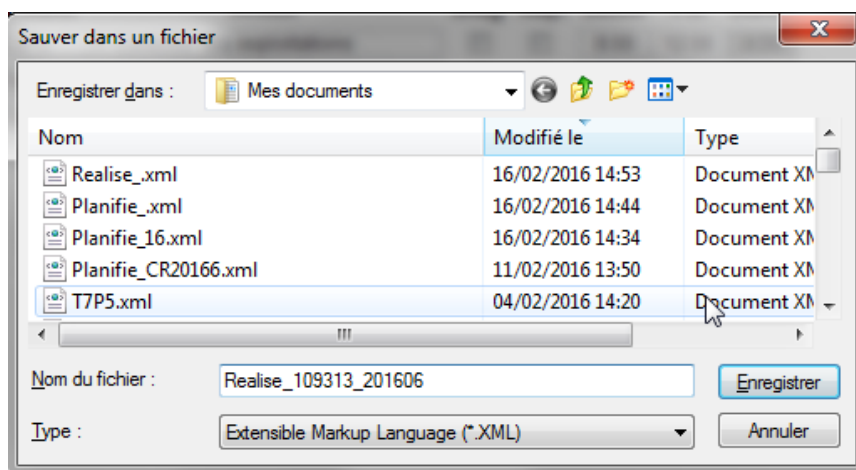 Sauver dans un fichier
Enregistrer dans :
Mes documents
Nom Modifié le Type
Realise_.xml 16/02/2016 14:53 Document XM
Planifie_.xml 16/02/2016 14:44 Document XM
Planifie_16.xml 16/02/2016 14:34 Document XM
Planifie_CR20166.xml 11/02/2016 13:50 Document XM
T7P5.xml 04/02/2016 14:20 Document XM
Nom du fichier : Realise_109313_201606 Enregistrer
Type : Extensible Markup Language (*.XML) Annuler